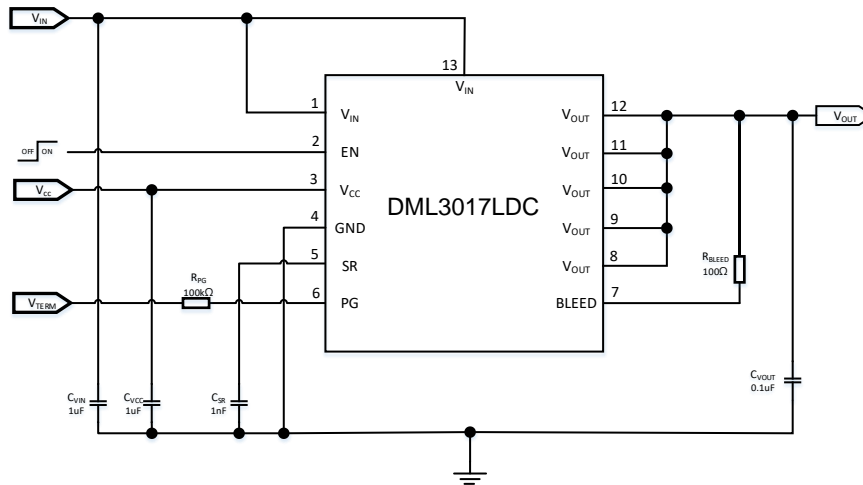 VIN
13
VIN
1
VIN
VOUT
12
VOUT
2
EN
VOUT
11
OFF ON
Vcc
3
VCC
VOUT
10
DML3017LDC
4
GND
VOUT
9
5
SR
VOUT
8
RBLEED
100Ω
RPG
100kΩ
VTERM
6
PG
BLEED
7
CVIN
1uF
CVCC
1uF
CSR
1nF
CVOUT
0.1uF